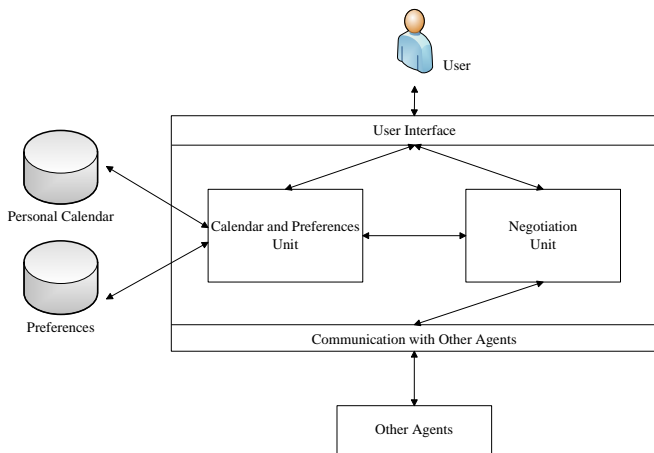 User
User Interface
Personal Calendar
Calendar and Preferences
Unit
Negotiation
Unit
Preferences
Communication with Other Agents
Other Agents